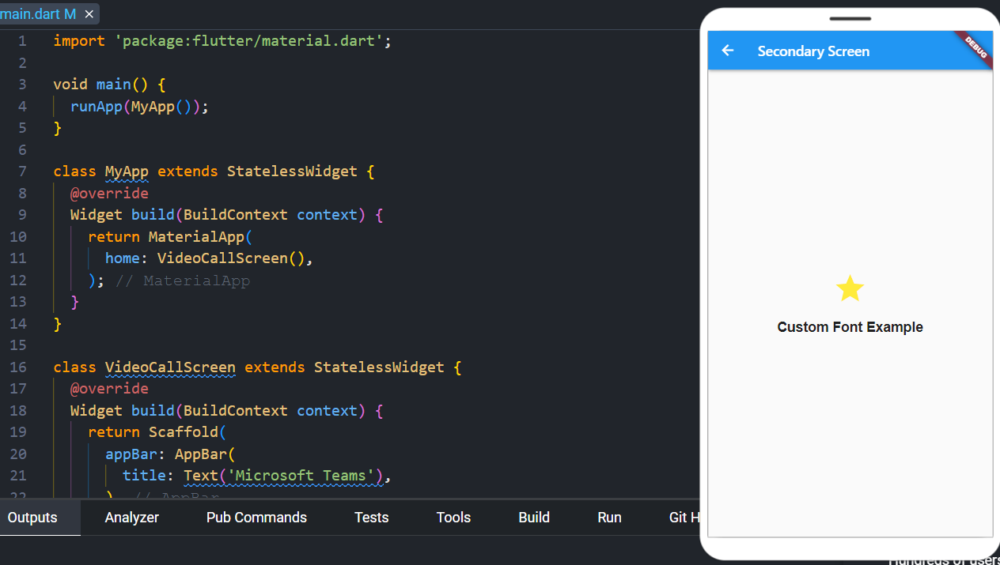 main.dart M ×
1 import 'package:flutter/material.dart';
2
3 void main() {
4 runApp(MyApp());
5 }
6
7 class MyApp extends StatelessWidget {
8 @override
9 Widget build(BuildContext context) {
10 return MaterialApp(
11 home: VideoCallScreen(),
12 ); // MaterialApp
13 }
14 }
15
16 class VideoCallScreen extends StatelessWidget {
17 @override
18 Widget build(BuildContext context) {
19 return Scaffold(
20 appBar: AppBar(
21 title: Text('Microsoft Teams'),
22 ), // AppBar
Outputs Analyzer Pub Commands Tests Tools Build Run Git H
Secondary Screen
DEBUG
Custom Font Example
Hundreds of users